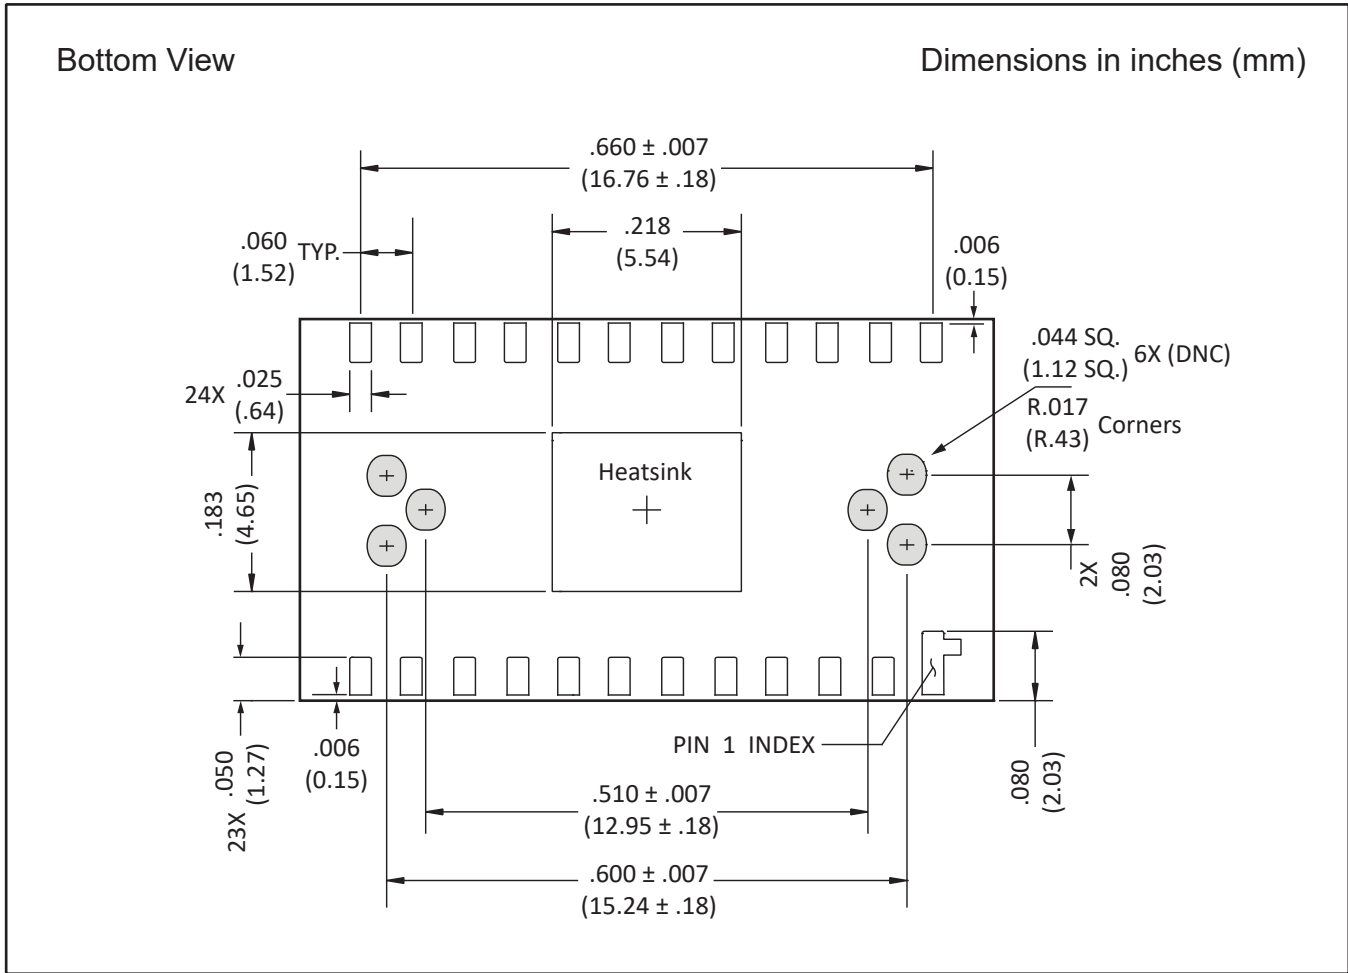 Bottom View
Dimensions in inches (mm)
.660 ± .007
(16.76 ± .18)
.060
(1.52)
TYP.
.218
(5.54)
.006
(0.15)
.044 SQ.
(1.12 SQ.)
6X (DNC)
R.017
(R.43)
Corners
24X
.025
(.64)
Heatsink
.183
(4.65)
2X
.080
(2.03)
23X
.050
(1.27)
.006
(0.15)
PIN 1 INDEX
.080
(2.03)
.510 ± .007
(12.95 ± .18)
.600 ± .007
(15.24 ± .18)